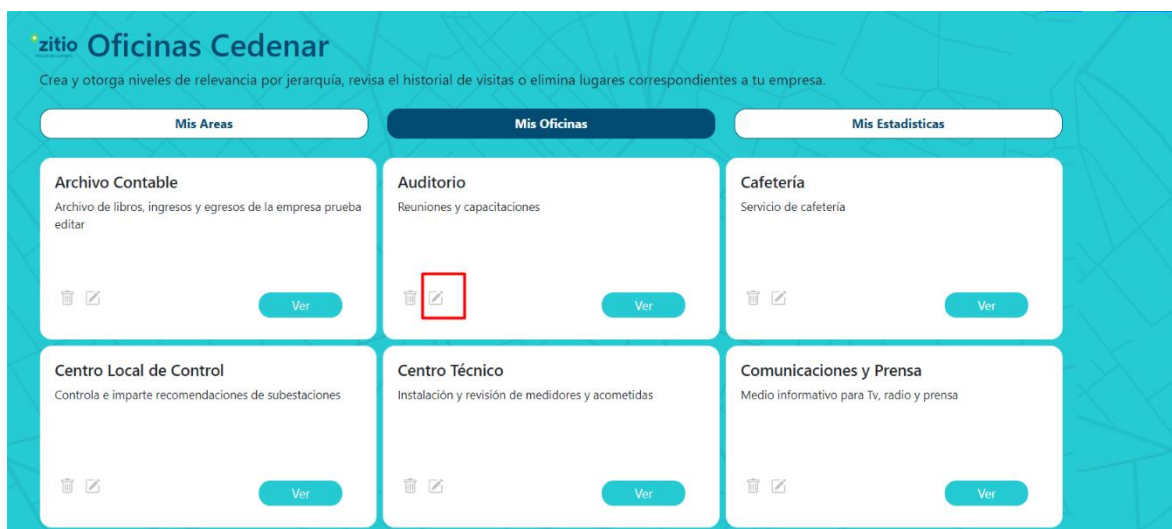 zitio Oficinas Cedenar
Crea y otorga niveles de relevancia por jerarquía, revisa el historial de visitas o elimina lugares correspondientes a tu empresa.
Mis Areas
Mis Oficinas
Mis Estadisticas
Archivo Contable
Archivo de libros, ingresos y egresos de la empresa prueba
editar
Ver
Auditorio
Reuniones y capacitaciones
Ver
Cafetería
Servicio de cafetería
Ver
Centro Local de Control
Controla e imparte recomendaciones de subestaciones
Ver
Centro Técnico
Instalación y revisión de medidores y acometidas
Ver
Comunicaciones y Prensa
Medio informativo para Tv, radio y prensa
Ver